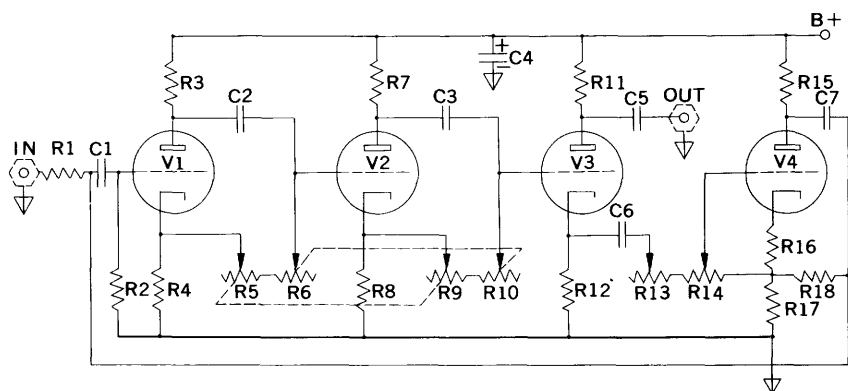 B+
R3
R7
C4
R11
R15
C2
C3
C5
OUT
C7
IN
R1
C1
V1
V2
V3
V4
C6
R16
R2
R4
R5
R6
R8
R9
R10
R12
R13
R14
R18
R17
+